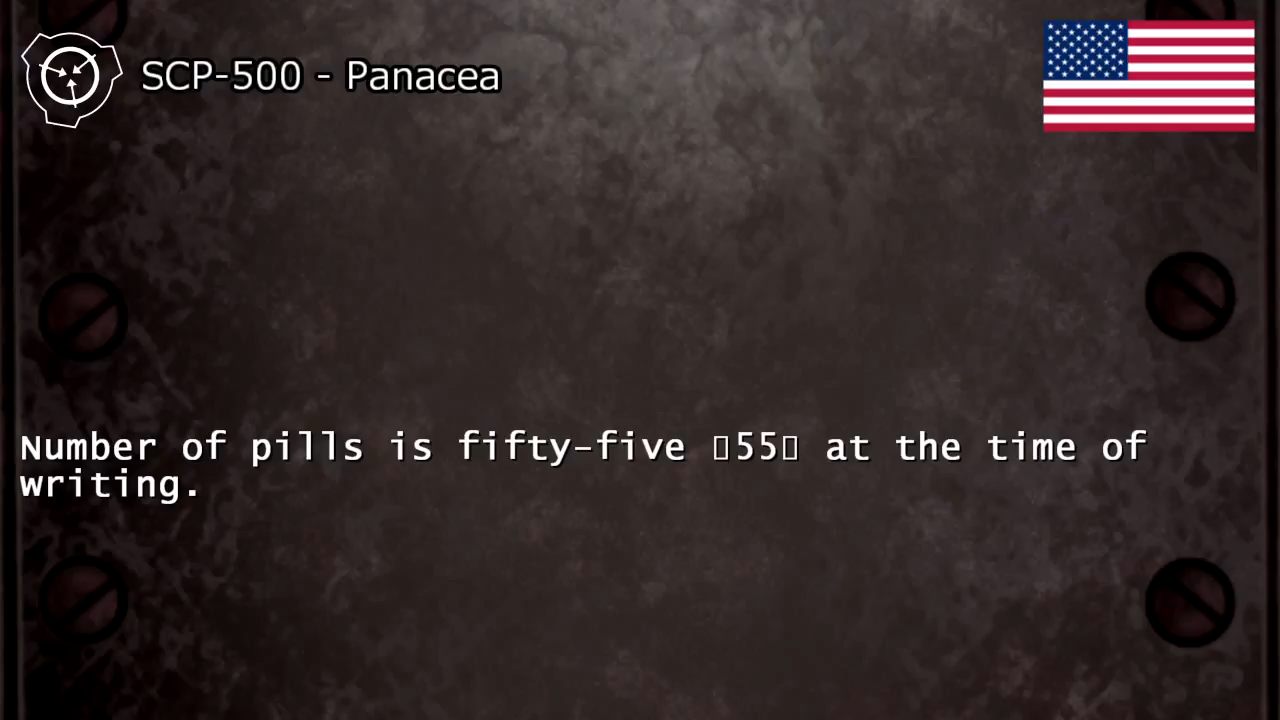 SCP-500 - Panacea
Number of pills is fifty-five ▯55▯ at the time of
writing.